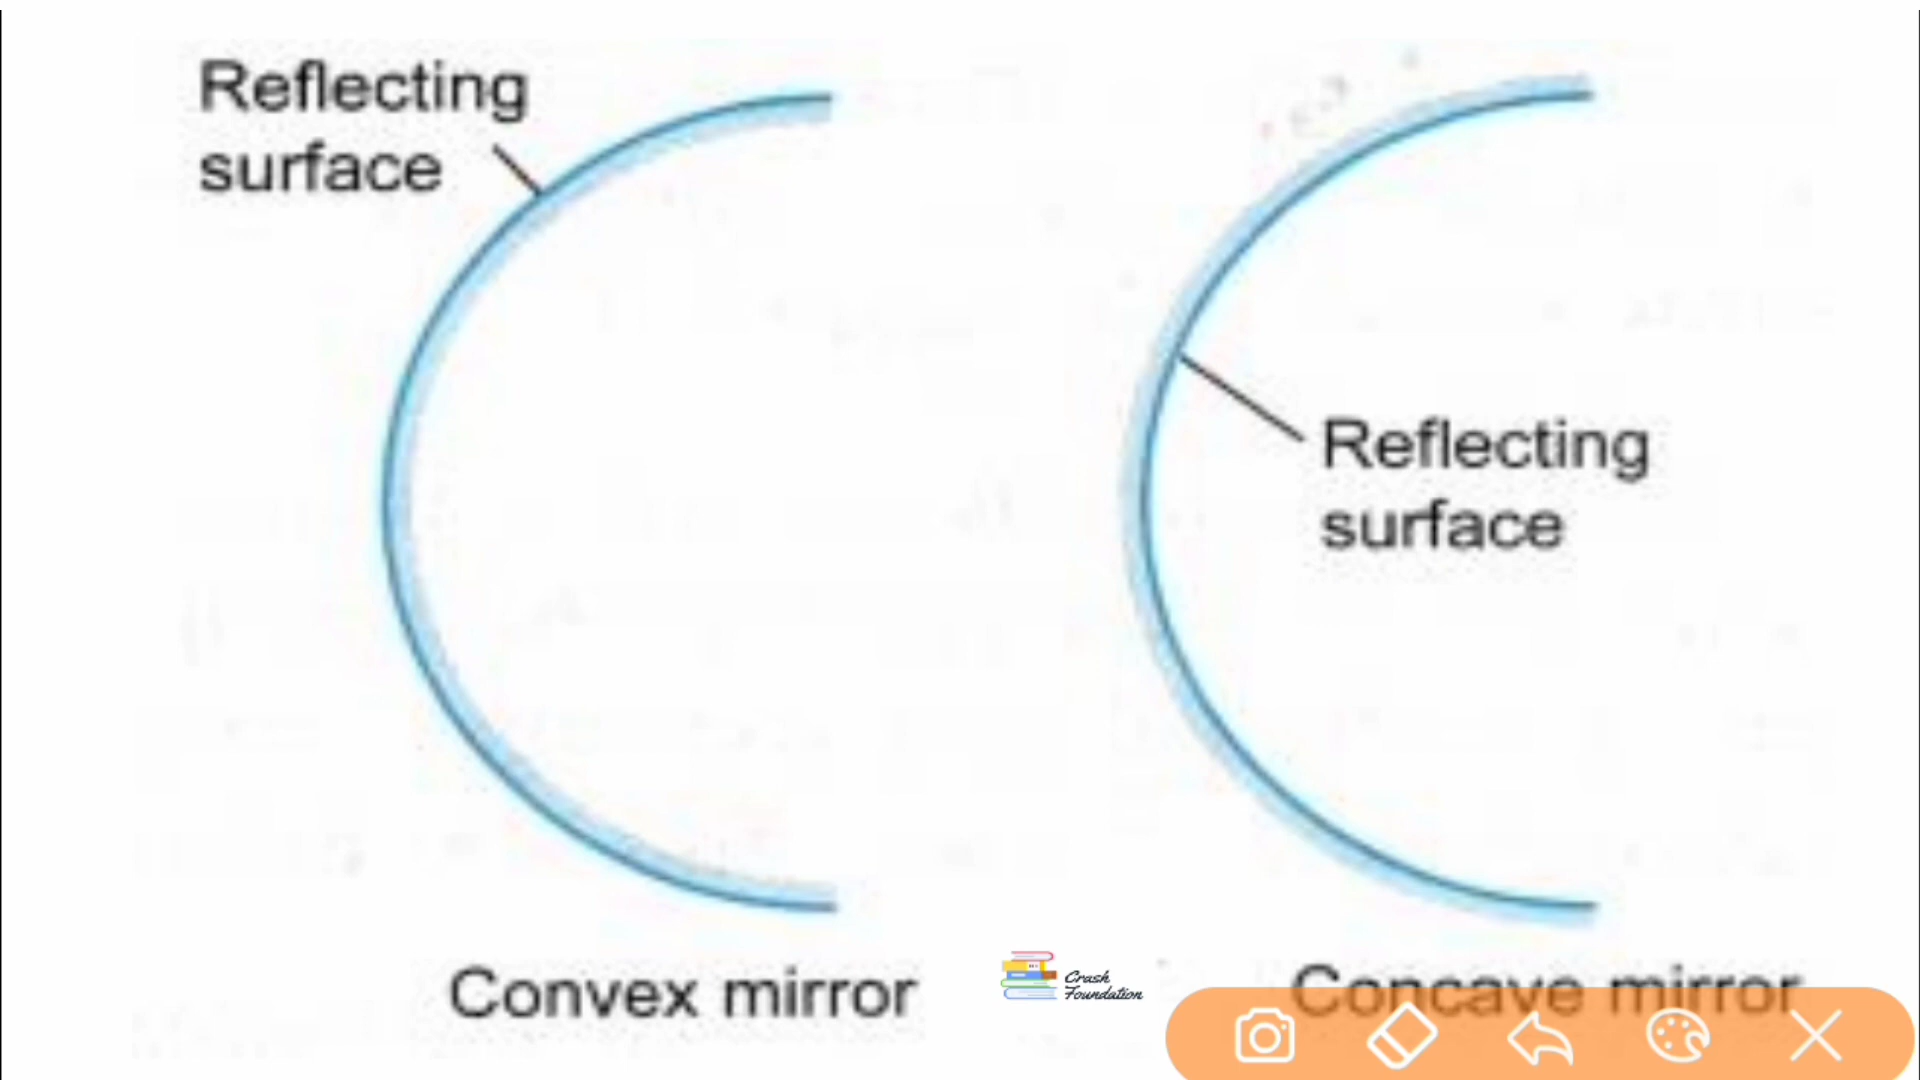 Reflecting
surface
Reflecting
surface
Convex mirror
Crash
Foundation
Concave mirror